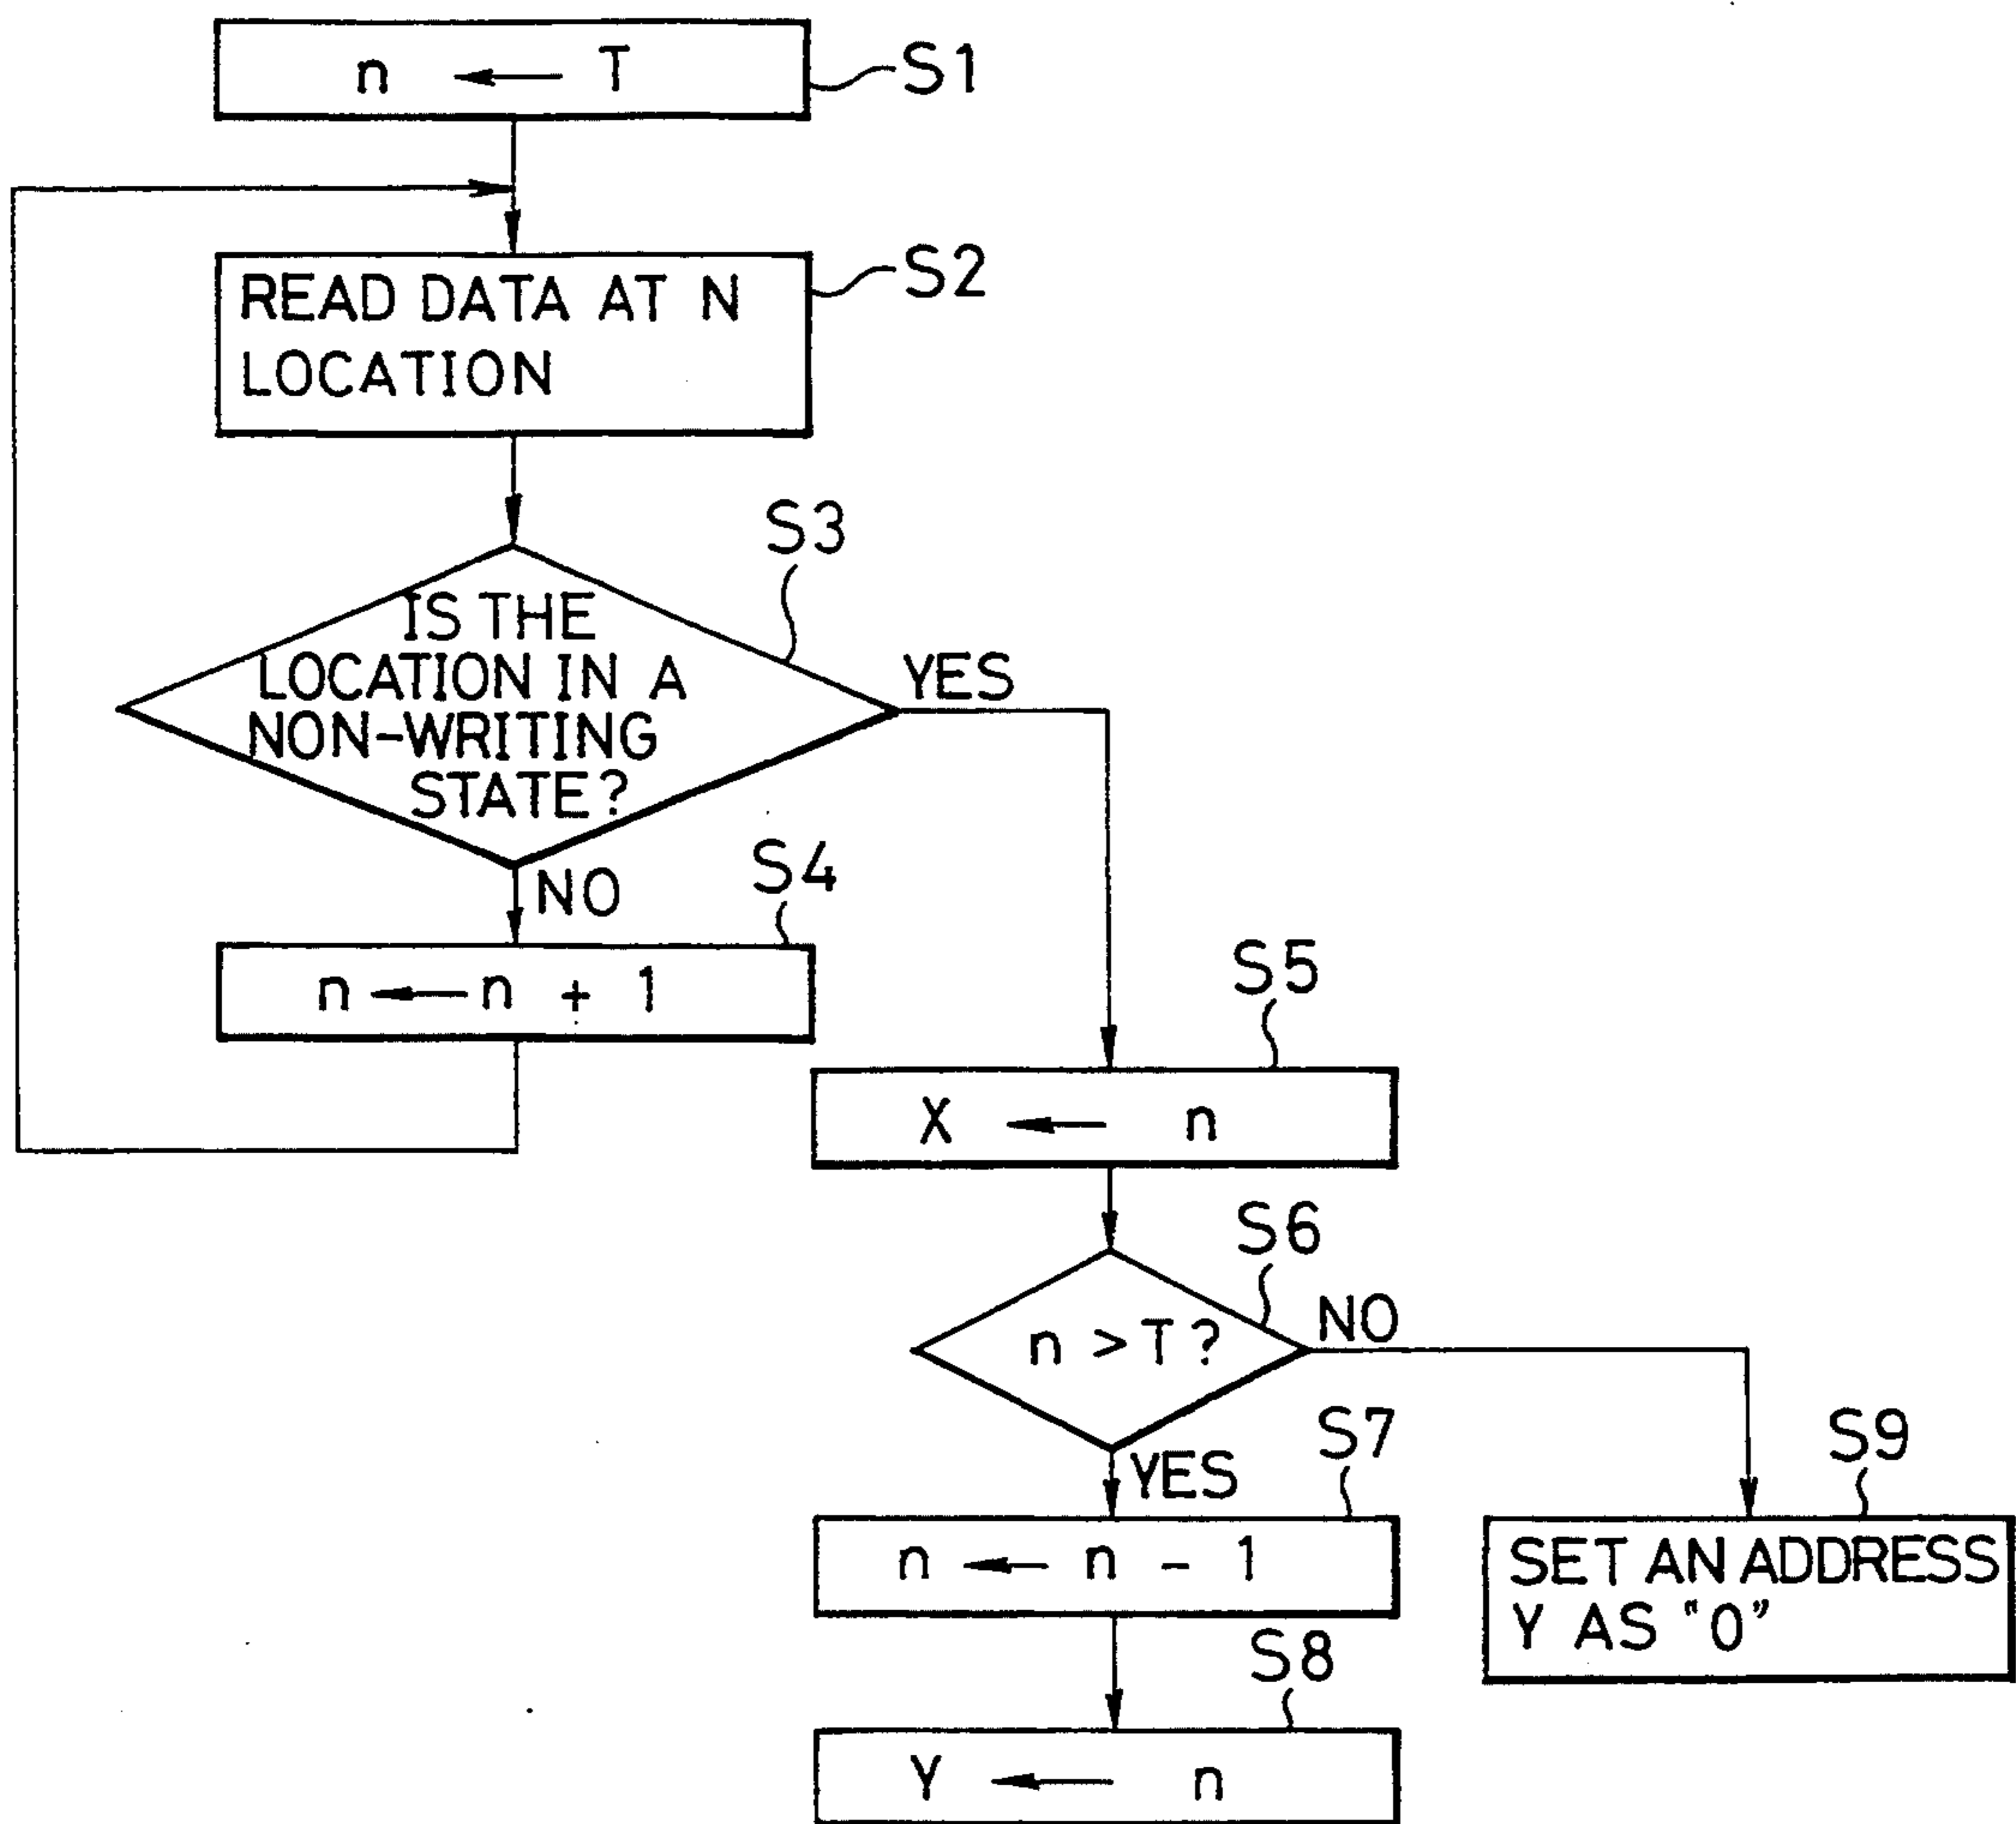 n ← T
S1
READ DATA AT N
LOCATION
S2
S3
IS THE
LOCATION IN A
NON-WRITING
STATE?
YES
NO
S4
n ← n + 1
S5
X ← n
S6
n > T?
NO
YES
S7
n ← n - 1
S9
SET AN ADDRESS
Y AS "0"
S8
Y ← n